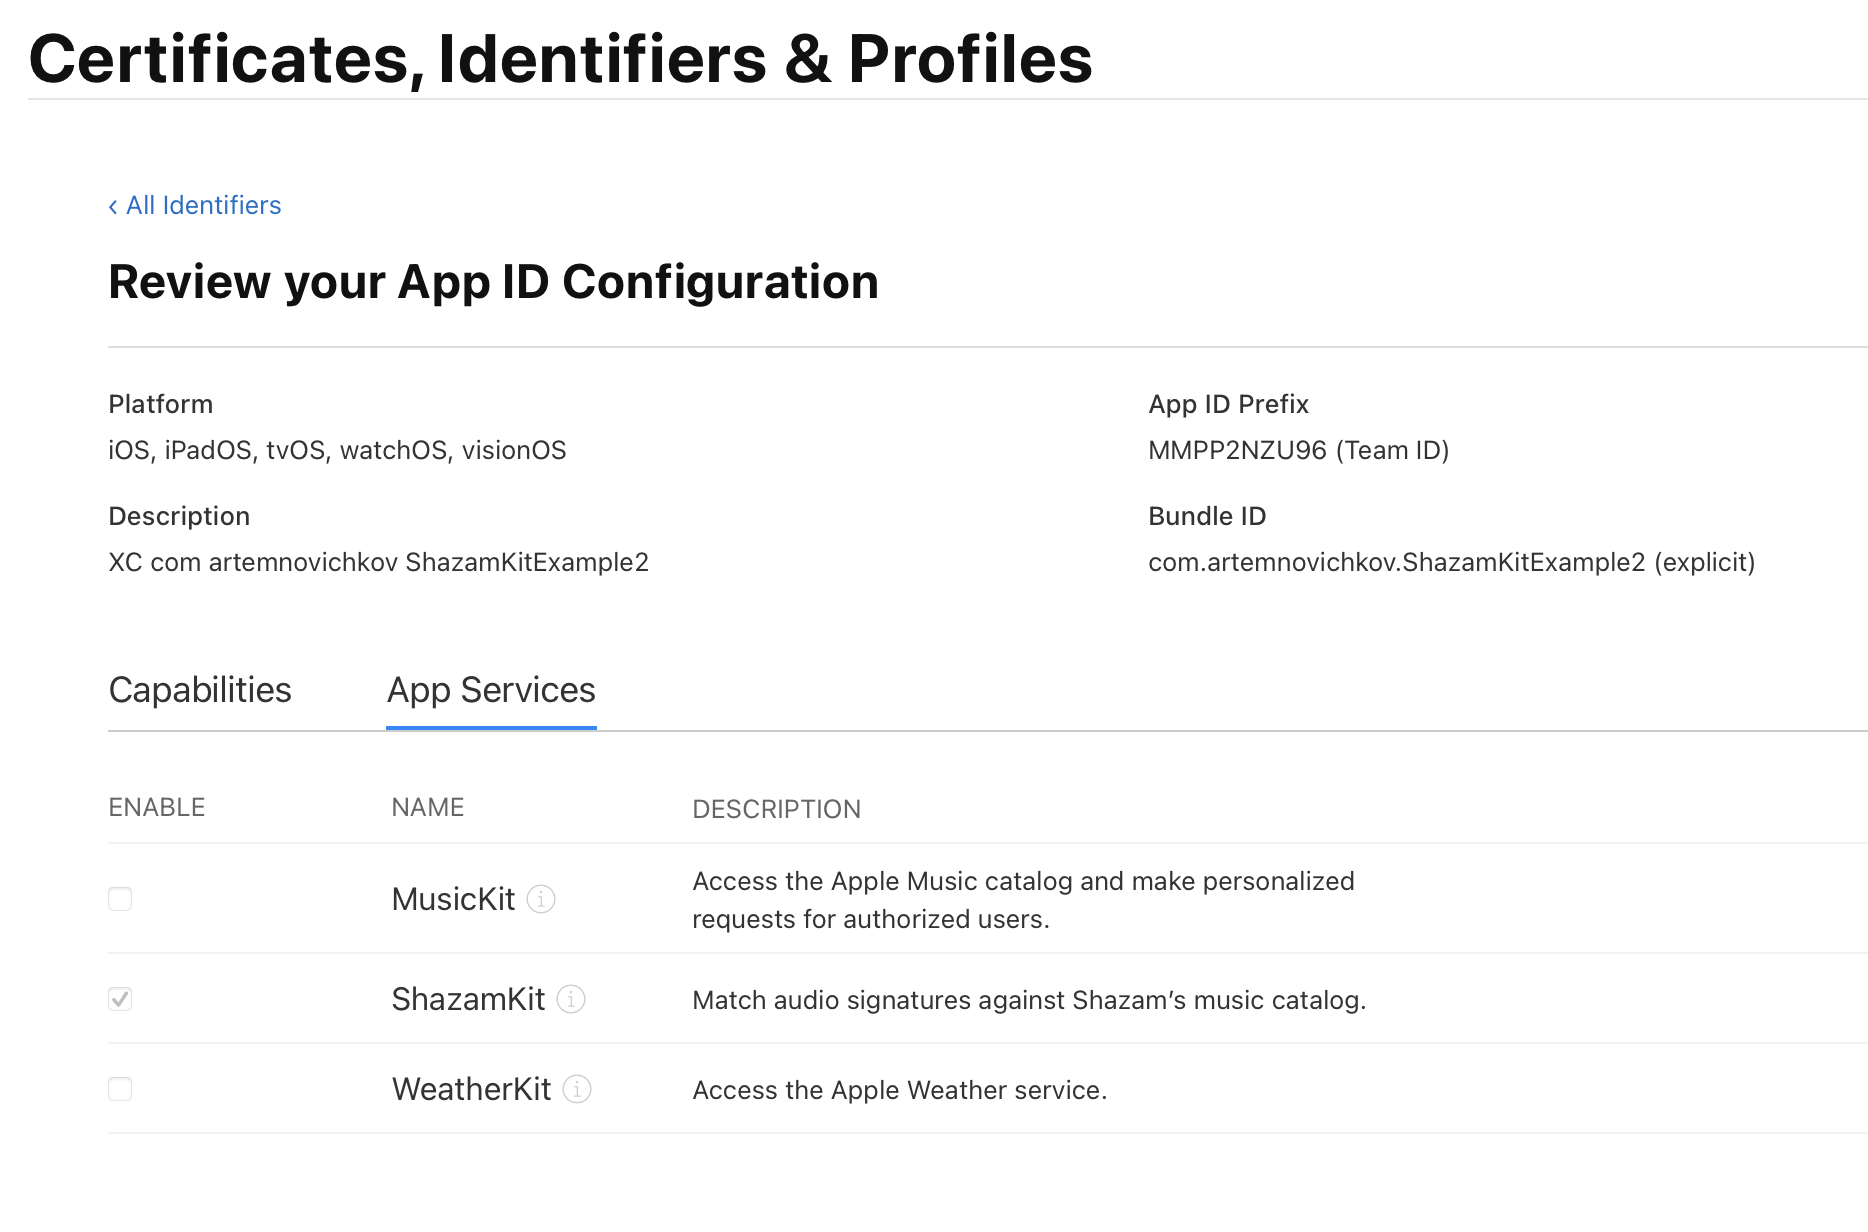 Certificates, Identifiers & Profiles
‹ All Identifiers
Review your App ID Configuration
Platform
iOS, iPadOS, tvOS, watchOS, visionOS
App ID Prefix
MMPP2NZU96 (Team ID)
Description
XC com artemnovichkov ShazamKitExample2
Bundle ID
com.artemnovichkov.ShazamKitExample2 (explicit)
Capabilities
App Services
ENABLE
NAME
DESCRIPTION
MusicKit
Access the Apple Music catalog and make personalized
requests for authorized users.
ShazamKit
Match audio signatures against Shazam’s music catalog.
WeatherKit
Access the Apple Weather service.